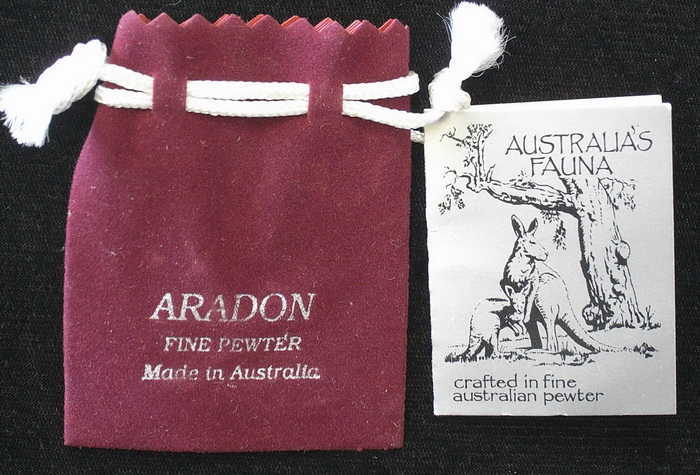 ARADON
FINE PEWTER
Made in Australia
AUSTRALIA'S
FAUNA
crafted in fine
australian pewter